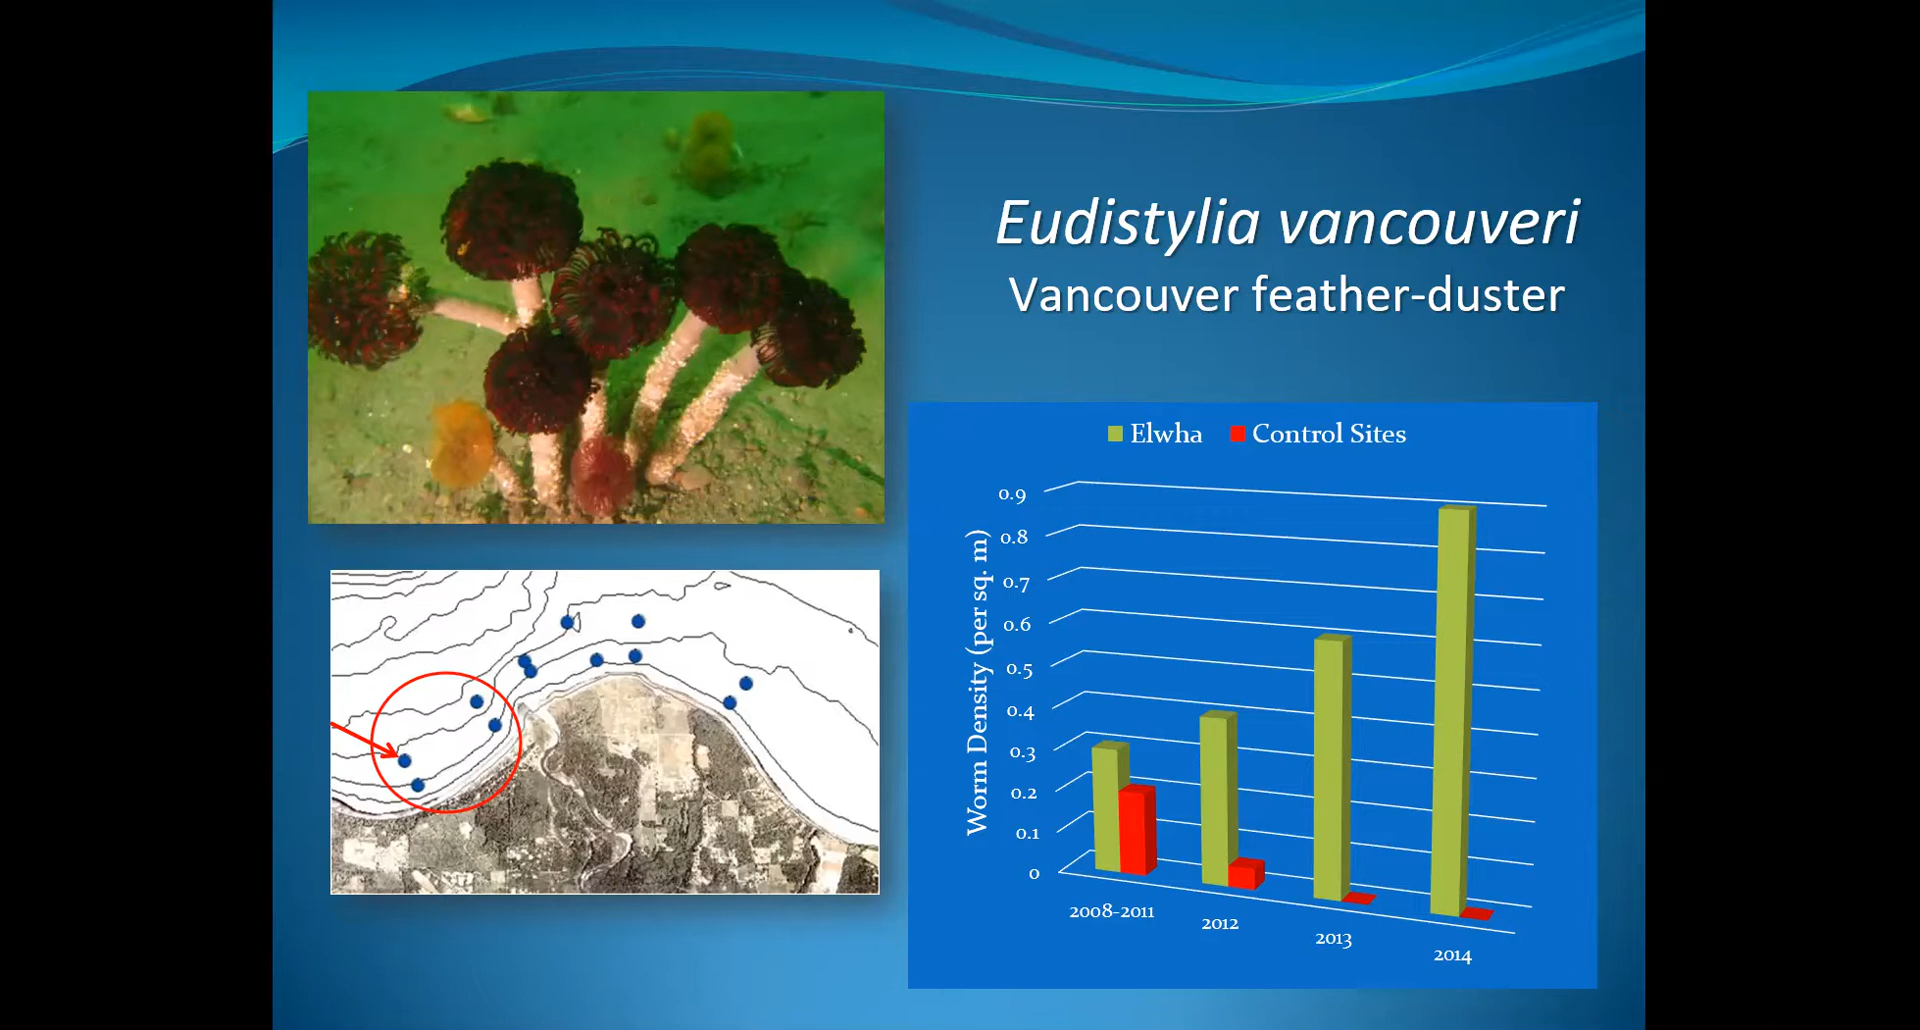 Eudistylia vancouveri
Vancouver feather-duster
Elwha
Control Sites
Worm Density (per sq. m)
0.9
0.8
0.7
0.6
0.5
0.4
0.3
0.2
0.1
0
2008-2011
2012
2013
2014